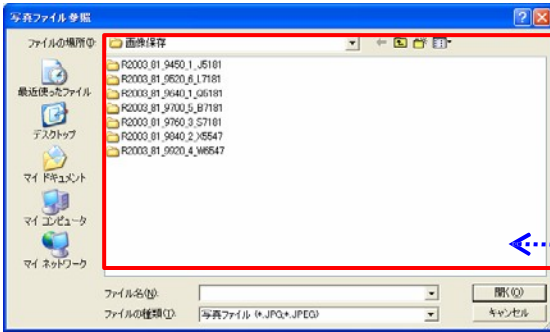 写真ファイル参照
ファイルの場所(I):
画像保存
R2003_81_9450_1_J5181
R2003_81_9520_6_L7181
R2003_81_9640_1_Q5181
R2003_81_9700_5_B7181
R2003_81_9760_3_S7181
R2003_81_9840_2_X5547
R2003_81_9920_4_W6547
最近使ったファイル
デスクトップ
マイ ドキュメント
マイ コンピュータ
マイ ネットワーク
ファイル名(N):
開く(O)
ファイルの種類(T):
写真ファイル (*.JPG,*.JPEG)
キャンセル